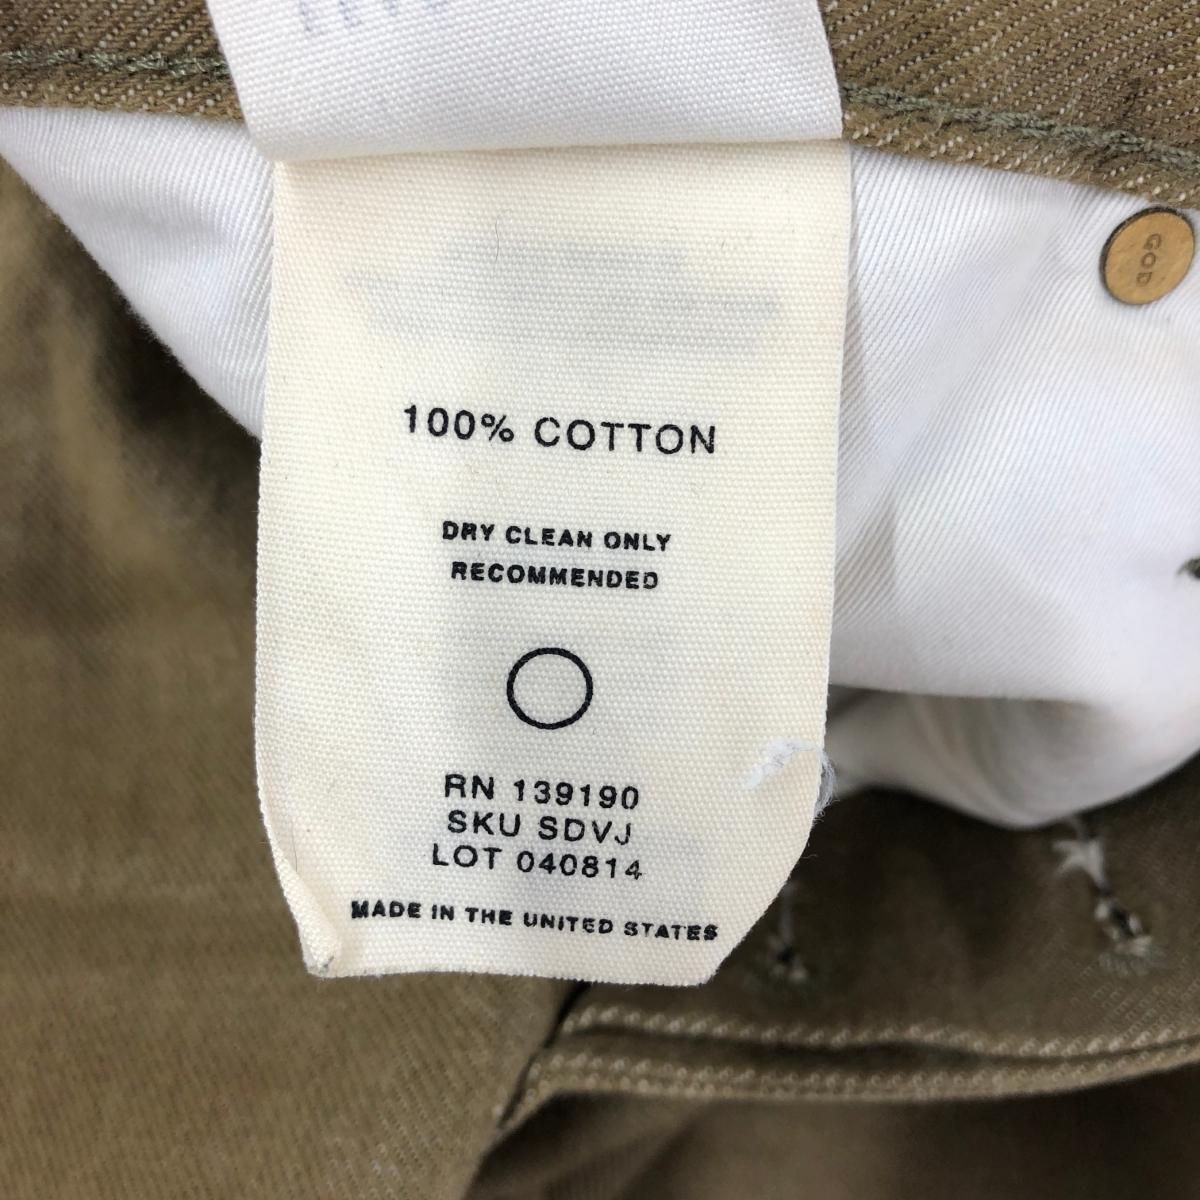 GOD
100% COTTON
DRY CLEAN ONLY
RECOMMENDED
RN 139190
SKU SDVJ
LOT 040814
MADE IN THE UNITED STATES